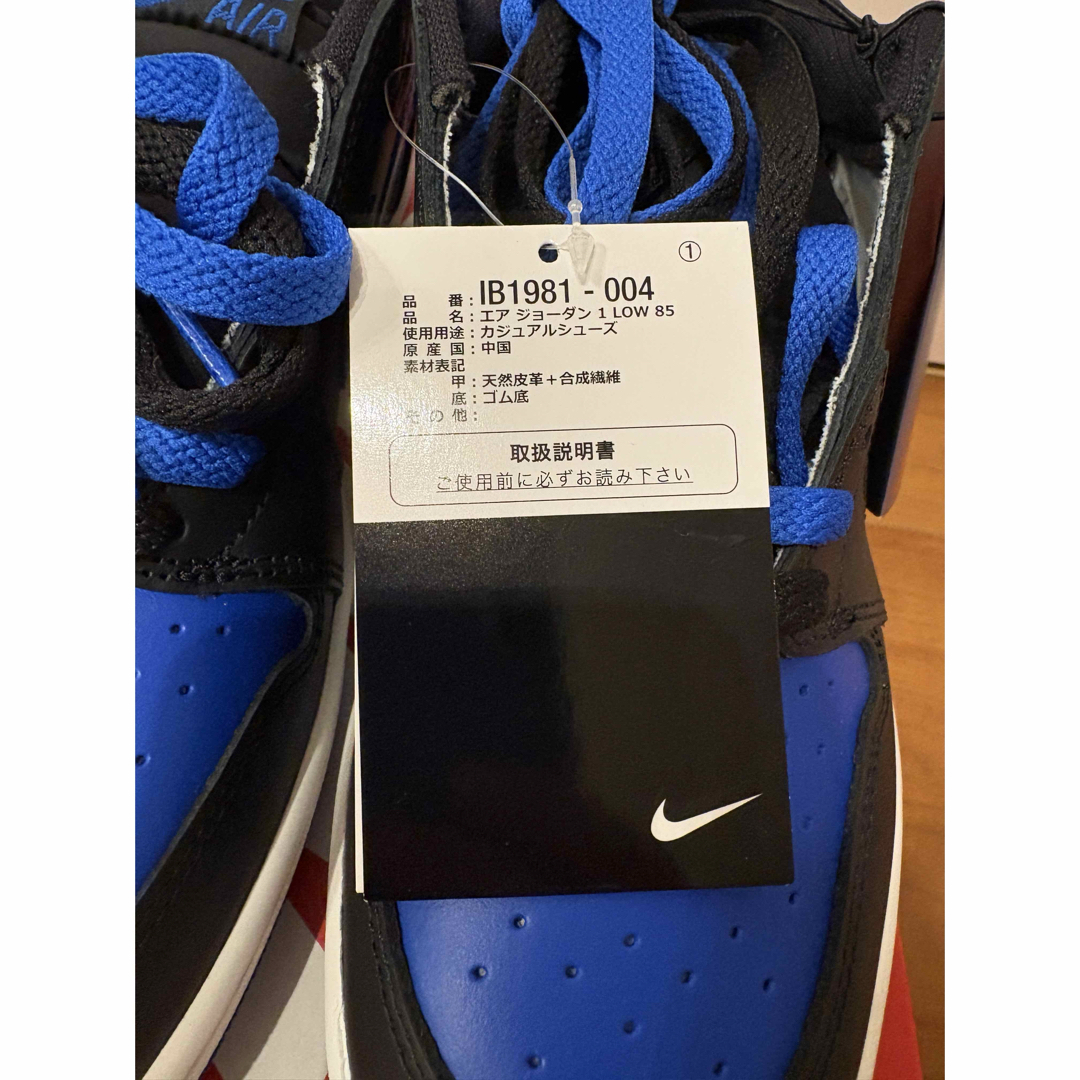 AIR
①
品 番 : IB1981 - 004
品 名 : エア ジョーダン 1 LOW 85
使用用途 : カジュアルシューズ
原 産 国 : 中国
素材表記
甲 : 天然皮革＋合成繊維
底 : ゴム底
そ の 他 :
取扱説明書
ご使用前に必ずお読み下さい